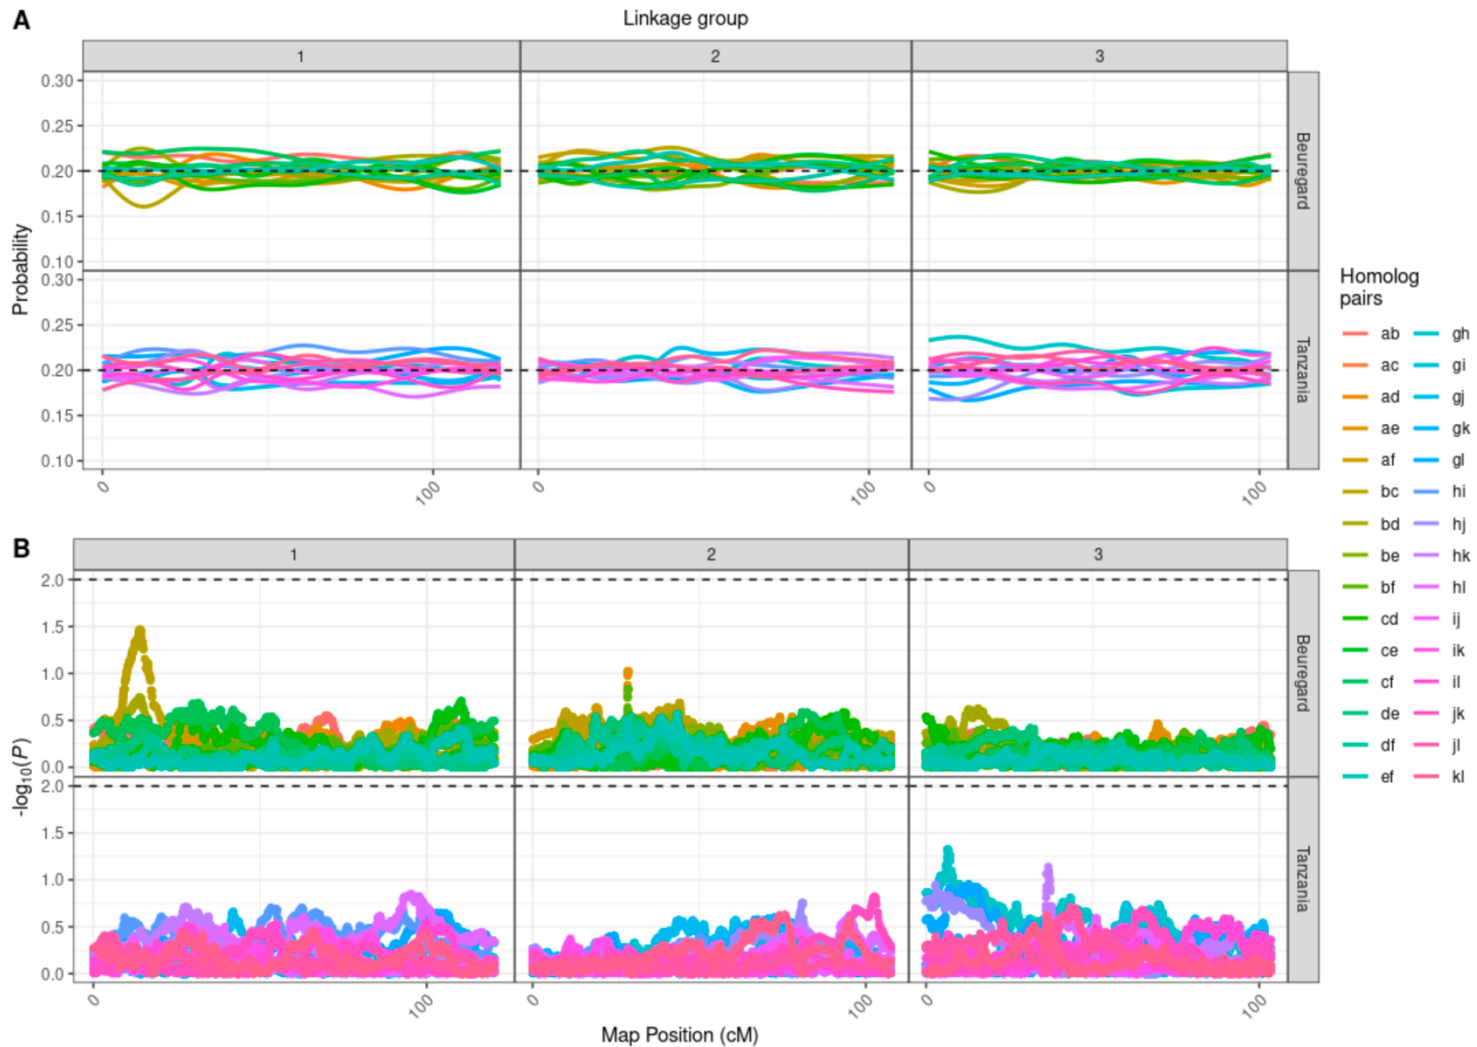 A
Linkage group
1 2 3
0.30
0.25
0.20
0.15
0.10
Beuregard
0.30
0.25
0.20
0.15
0.10
Tanzania
Probability
0 100 0 100 0 100
Homolog
pairs
ab gh
ac gi
ad gj
ae gk
af gl
bc hi
bd hj
be hk
bf hl
cd ij
ce ik
cf il
de jk
df jl
ef kl
B
1 2 3
2.0
1.5
1.0
0.5
0.0
Beuregard
2.0
1.5
1.0
0.5
0.0
Tanzania
-log10(P)
0 100 0 100 0 100
Map Position (cM)